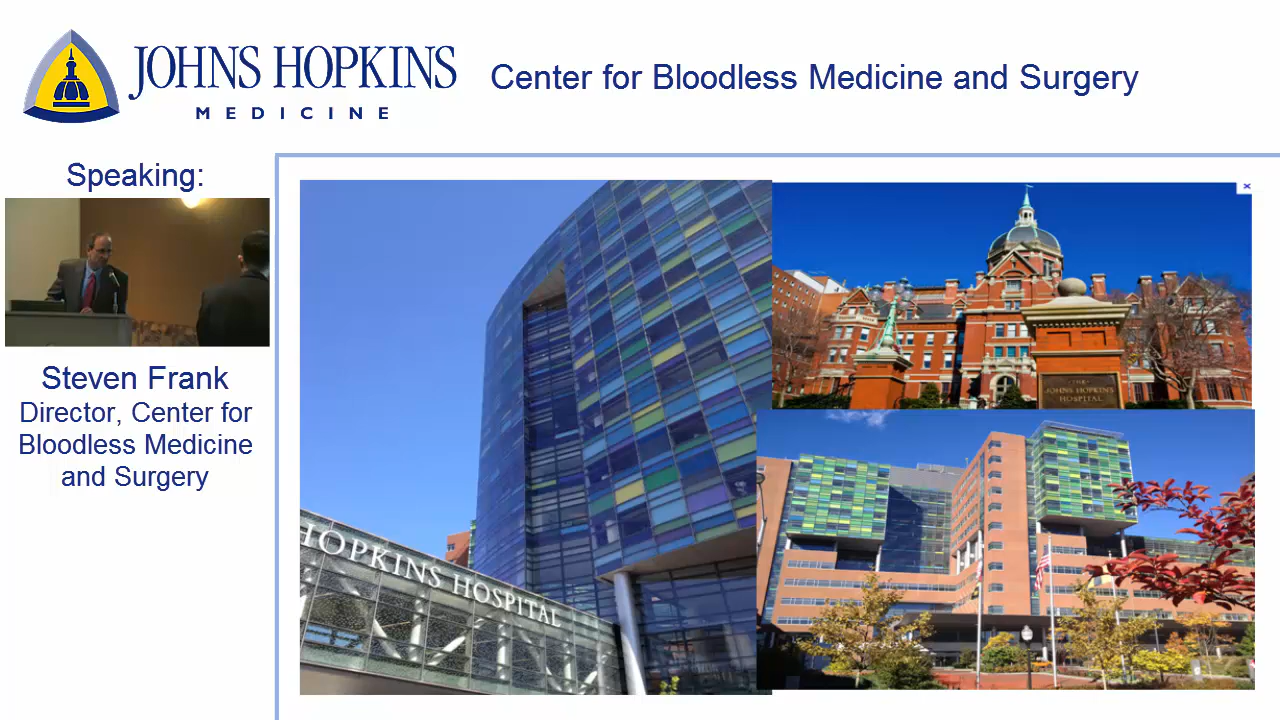 JOHNS HOPKINS
MEDICINE
Center for Bloodless Medicine and Surgery
Speaking:
Steven Frank
Director, Center for
Bloodless Medicine
and Surgery
HOPKINS HOSPITAL
THE
JOHNS HOPKINS
HOSPITAL